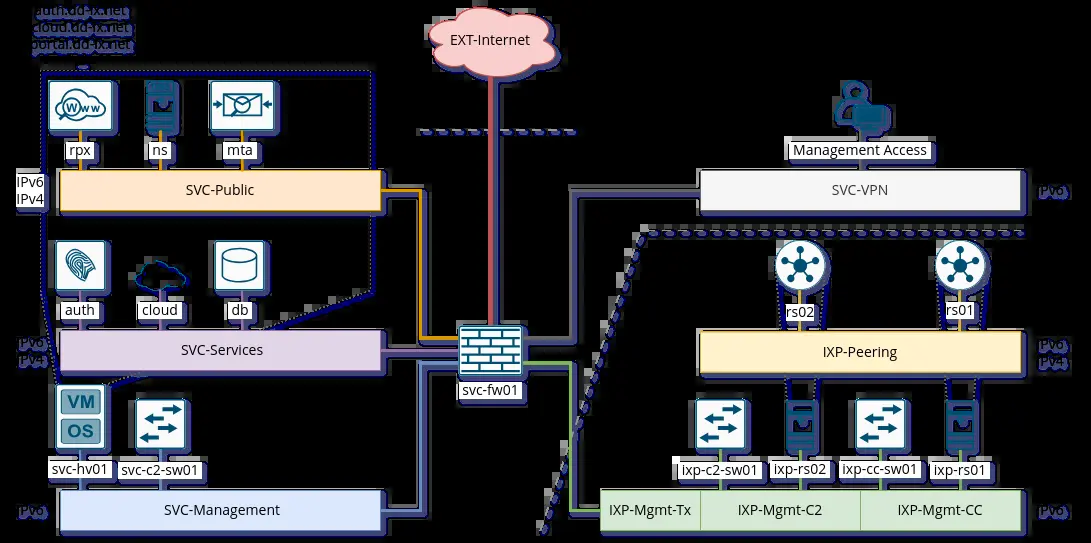 auth.dd-ix.net
cloud.dd-ix.net
portal.dd-ix.net
EXT-Internet
Www
rpx
ns
mta
Management Access
IPv6
IPv4
SVC-Public
SVC-VPN
IPv6
auth
cloud
db
rs02
rs01
IPv6
IPv4
SVC-Services
IXP-Peering
IPv6
IPv4
svc-fw01
VM
OS
svc-hv01
svc-c2-sw01
ixp-c2-sw01
ixp-rs02
ixp-cc-sw01
ixp-rs01
IPv6
SVC-Management
IXP-Mgmt-Tx
IXP-Mgmt-C2
IXP-Mgmt-CC
IPv6